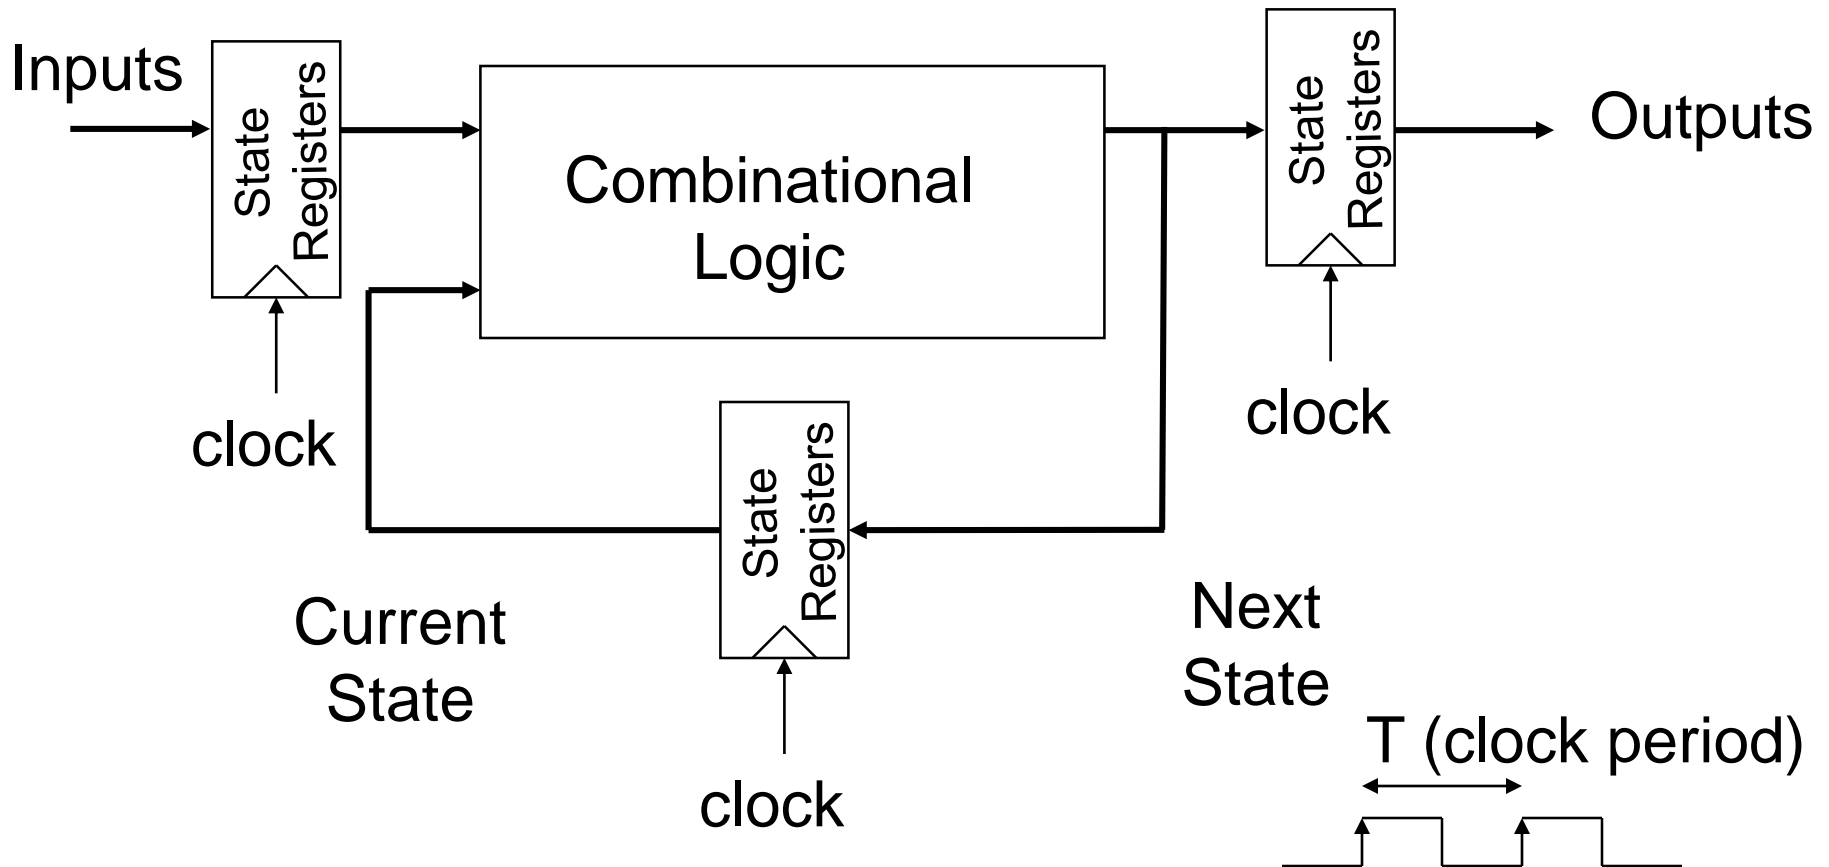 Inputs
State
Registers
clock
Combinational
Logic
State
Registers
clock
Outputs
State
Registers
clock
Current
State
Next
State
T (clock period)